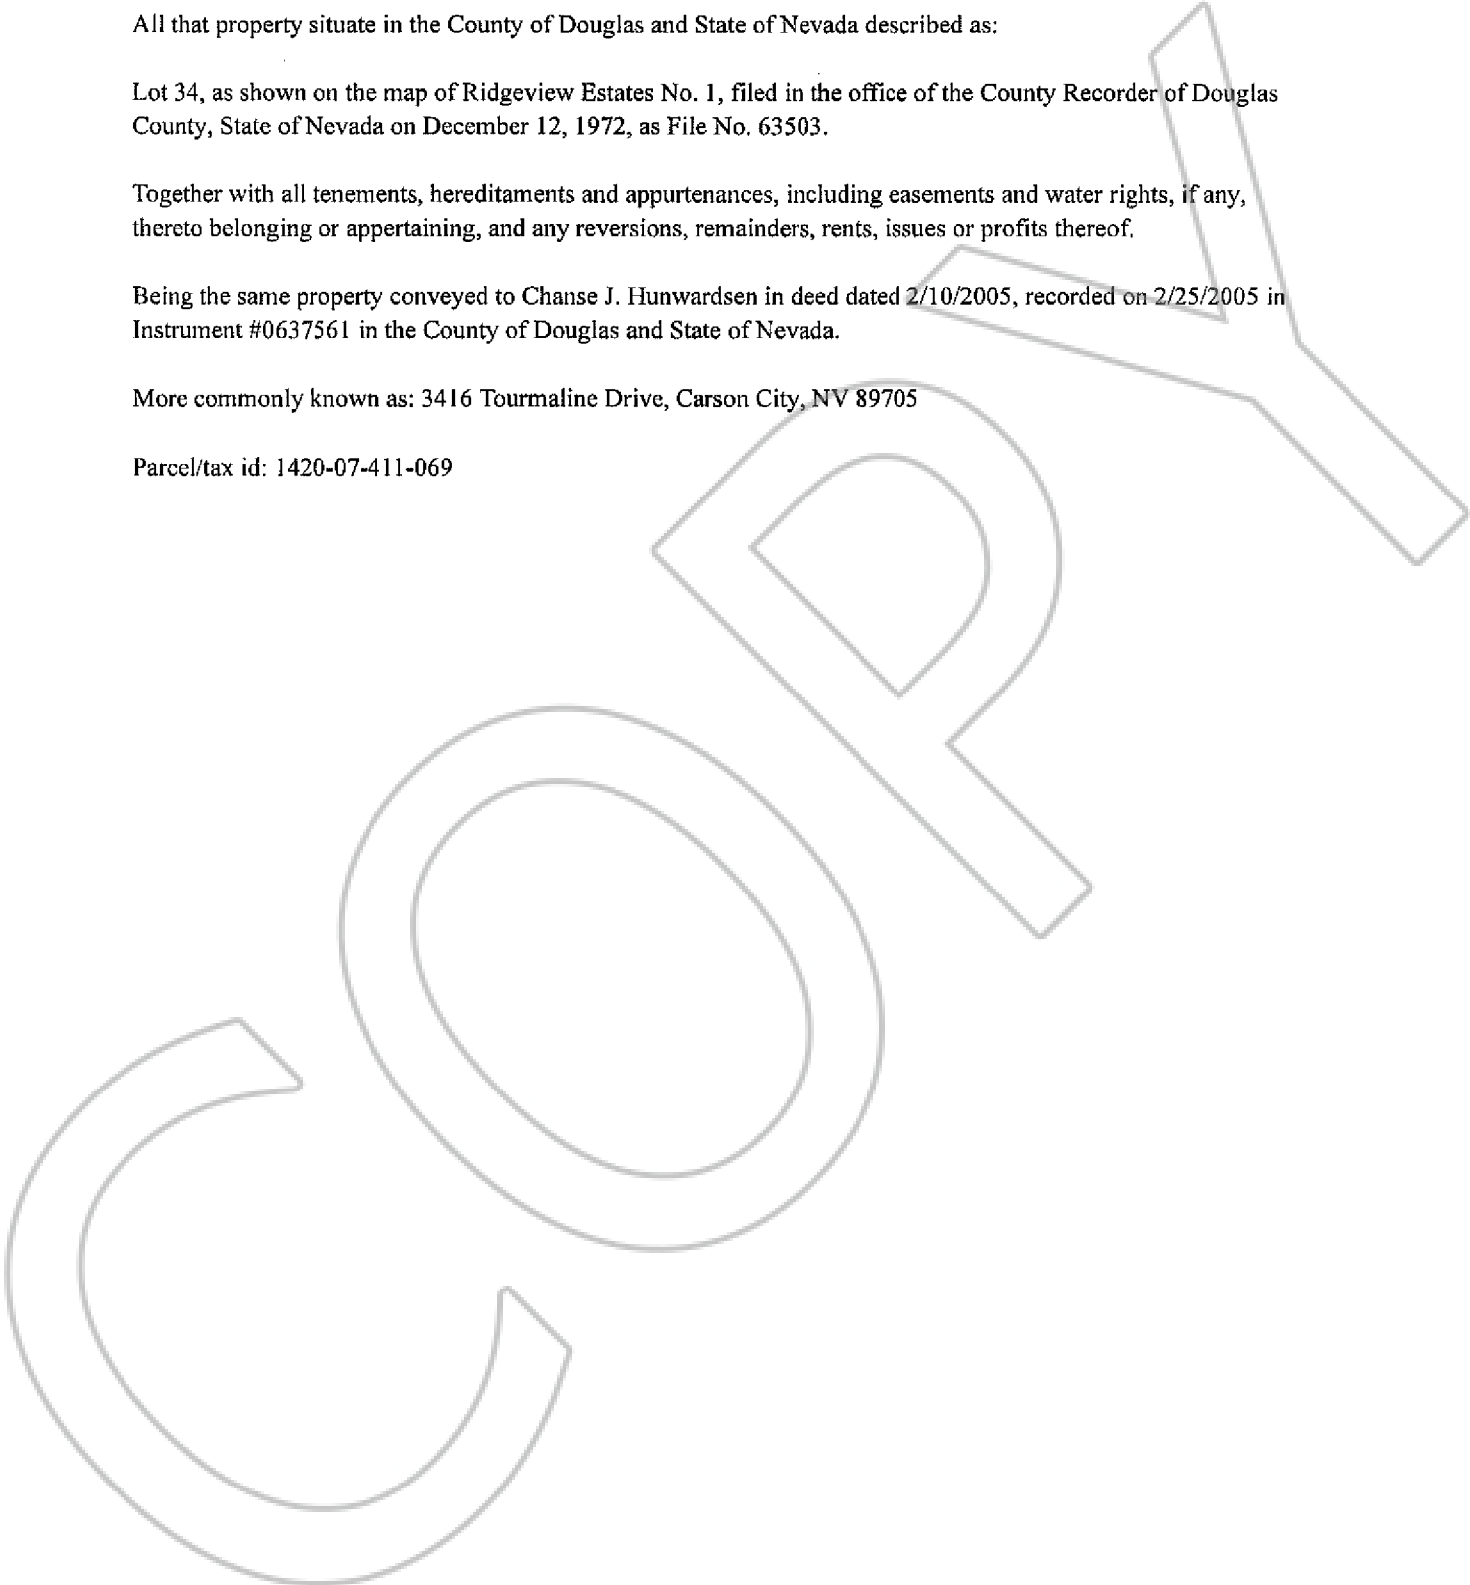 All that property situate in the County of Douglas and State of Nevada described as:
Lot 34, as shown on the map of Ridgeview Estates No. 1, filed in the office of the County Recorder of Douglas
County, State of Nevada on December 12, 1972, as File No. 63503.
Together with all tenements, hereditaments and appurtenances, including easements and water rights, if any,
thereto belonging or appertaining, and any reversions, remainders, rents, issues or profits thereof.
Being the same property conveyed to Chanse J. Hunwardsen in deed dated 2/10/2005, recorded on 2/25/2005 in
Instrument #0637561 in the County of Douglas and State of Nevada.
More commonly known as: 3416 Tourmaline Drive, Carson City, NV 89705
Parcel/tax id: 1420-07-411-069
COPY